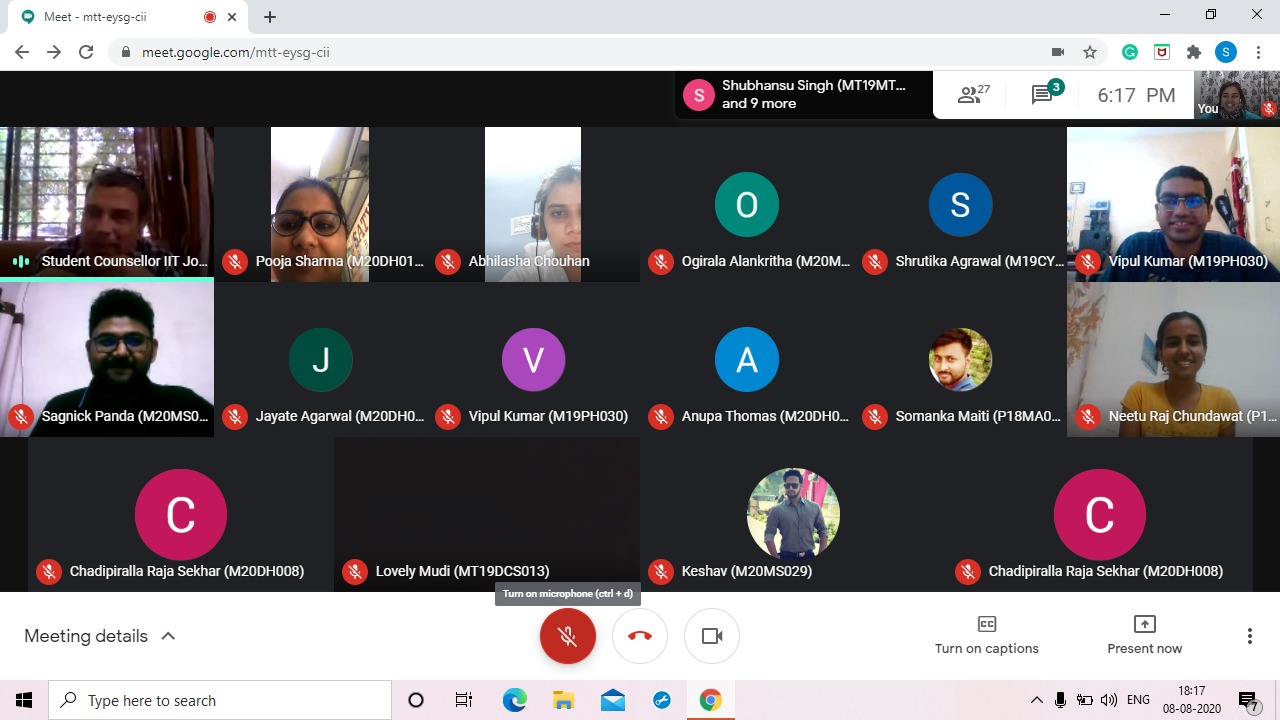 Meet - mtt-eysg-cii
meet.google.com/mtt-eysg-cii
S
S
Shubhansu Singh (MT19MT...
and 9 more
27
3
6:17 PM
You
O
S
Student Counsellor IIT Jo...
Pooja Sharma (M20DH01...
Abhilasha Chouhan
Ogirala Alankritha (M20M...
Shrutika Agrawal (M19CY...
Vipul Kumar (M19PH030)
J
V
A
Sagnick Panda (M20MS0...
Jayate Agarwal (M20DH0...
Vipul Kumar (M19PH030)
Anupa Thomas (M20DH0...
Somanka Maiti (P18MA0...
Neetu Raj Chundawat (P1...
C
C
Chadipiralla Raja Sekhar (M20DH008)
Lovely Mudi (MT19DCS013)
Keshav (M20MS029)
Chadipiralla Raja Sekhar (M20DH008)
Turn on microphone (ctrl + d)
Meeting details
CC
Turn on captions
Present now
Type here to search
ENG
18:17
08-08-2020
7